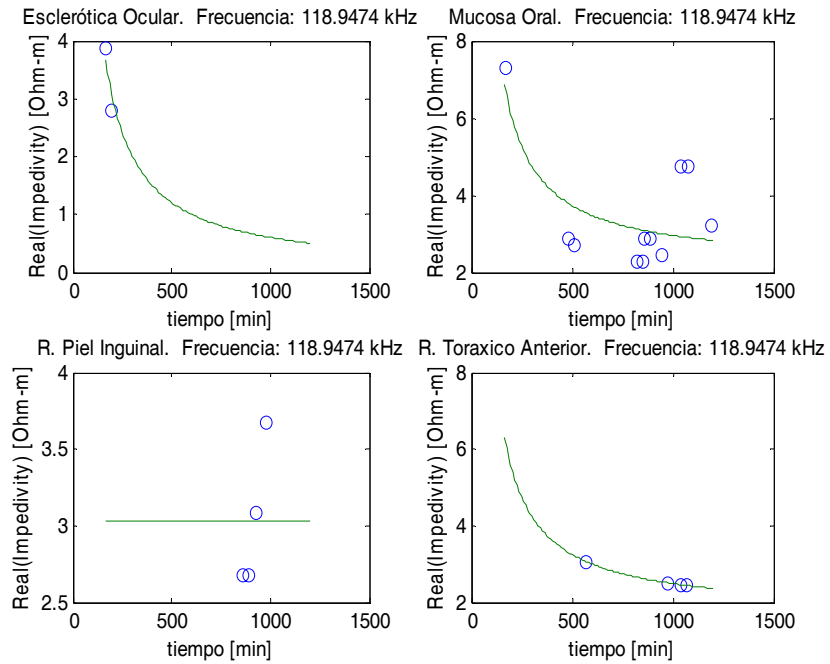 Esclerótica Ocular. Frecuencia: 118.9474 kHz
Real(Impedivity) [Ohm-m]
4
3
2
1
0
0 500 1000 1500
tiempo [min]
Mucosa Oral. Frecuencia: 118.9474 kHz
Real(Impedivity) [Ohm-m]
8
6
4
2
0 500 1000 1500
tiempo [min]
R. Piel Inguinal. Frecuencia: 118.9474 kHz
Real(Impedivity) [Ohm-m]
4
3.5
3
2.5
0 500 1000 1500
tiempo [min]
R. Toraxico Anterior. Frecuencia: 118.9474 kHz
Real(Impedivity) [Ohm-m]
8
6
4
2
0 500 1000 1500
tiempo [min]